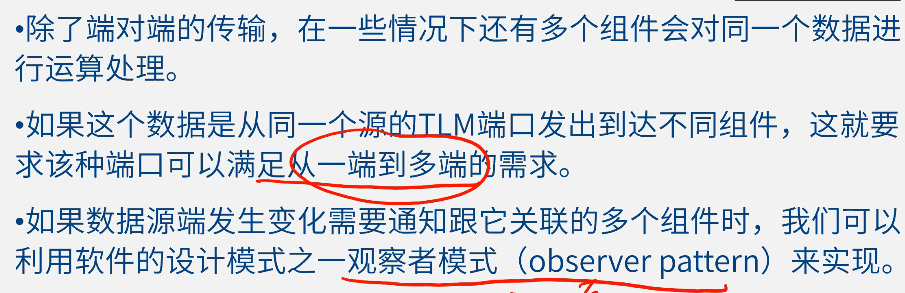 •除了端对端的传输，在一些情况下还有多个组件会对同一个数据进
行运算处理。
•如果这个数据是从同一个源的TLM端口发出到达不同组件，这就要
求该种端口可以满足从一端到多端的需求。
•如果数据源端发生变化需要通知跟它关联的多个组件时，我们可以
利用软件的设计模式之一观察者模式（observer pattern）来实现。